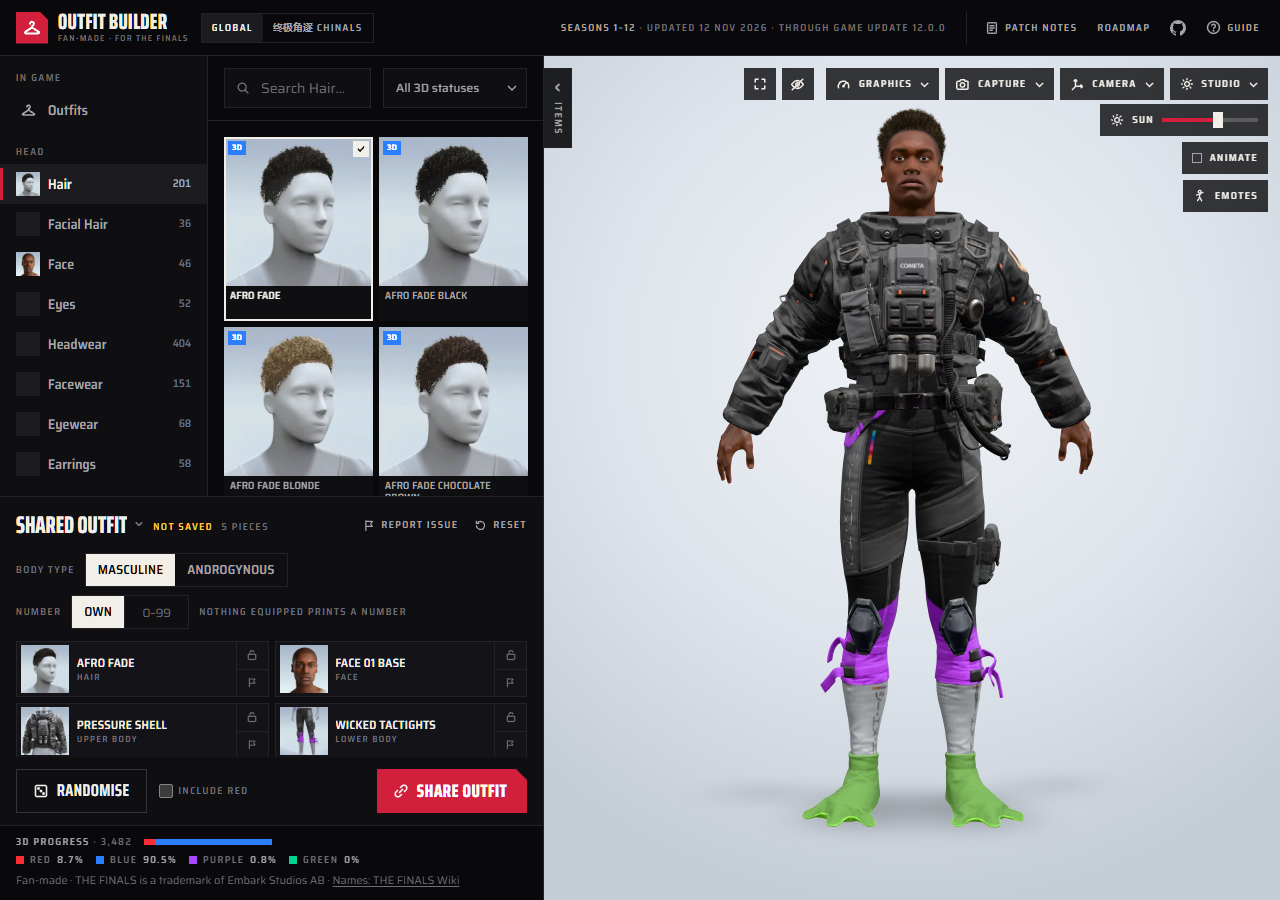 OUTFIT BUILDER
FAN-MADE · FOR THE FINALS
GLOBAL
终极角逐 CHINALS
SEASONS 1–12 · UPDATED 12 NOV 2026 · THROUGH GAME UPDATE 12.0.0
PATCH NOTES
ROADMAP
GUIDE
IN GAME
Outfits
HEAD
Hair 201
Facial Hair 36
Face 46
Eyes 52
Headwear 404
Facewear 151
Eyewear 68
Earrings 58
Search Hair...
All 3D statuses
3D
AFRO FADE
3D
AFRO FADE BLACK
3D
AFRO FADE BLONDE
3D
AFRO FADE CHOCOLATE
BROWN
ITEMS
GRAPHICS
CAPTURE
CAMERA
STUDIO
SUN
ANIMATE
EMOTES
COMETA
SHARED OUTFIT
NOT SAVED
5 PIECES
REPORT ISSUE
RESET
BODY TYPE
MASCULINE
ANDROGYNOUS
NUMBER
OWN
0–99
NOTHING EQUIPPED PRINTS A NUMBER
AFRO FADE
HAIR
FACE 01 BASE
FACE
PRESSURE SHELL
UPPER BODY
WICKED TACTIGHTS
LOWER BODY
RANDOMISE
INCLUDE RED
SHARE OUTFIT
3D PROGRESS · 3,482
RED 8.7%
BLUE 90.5%
PURPLE 0.8%
GREEN 0%
Fan-made · THE FINALS is a trademark of Embark Studios AB · Names: THE FINALS Wiki